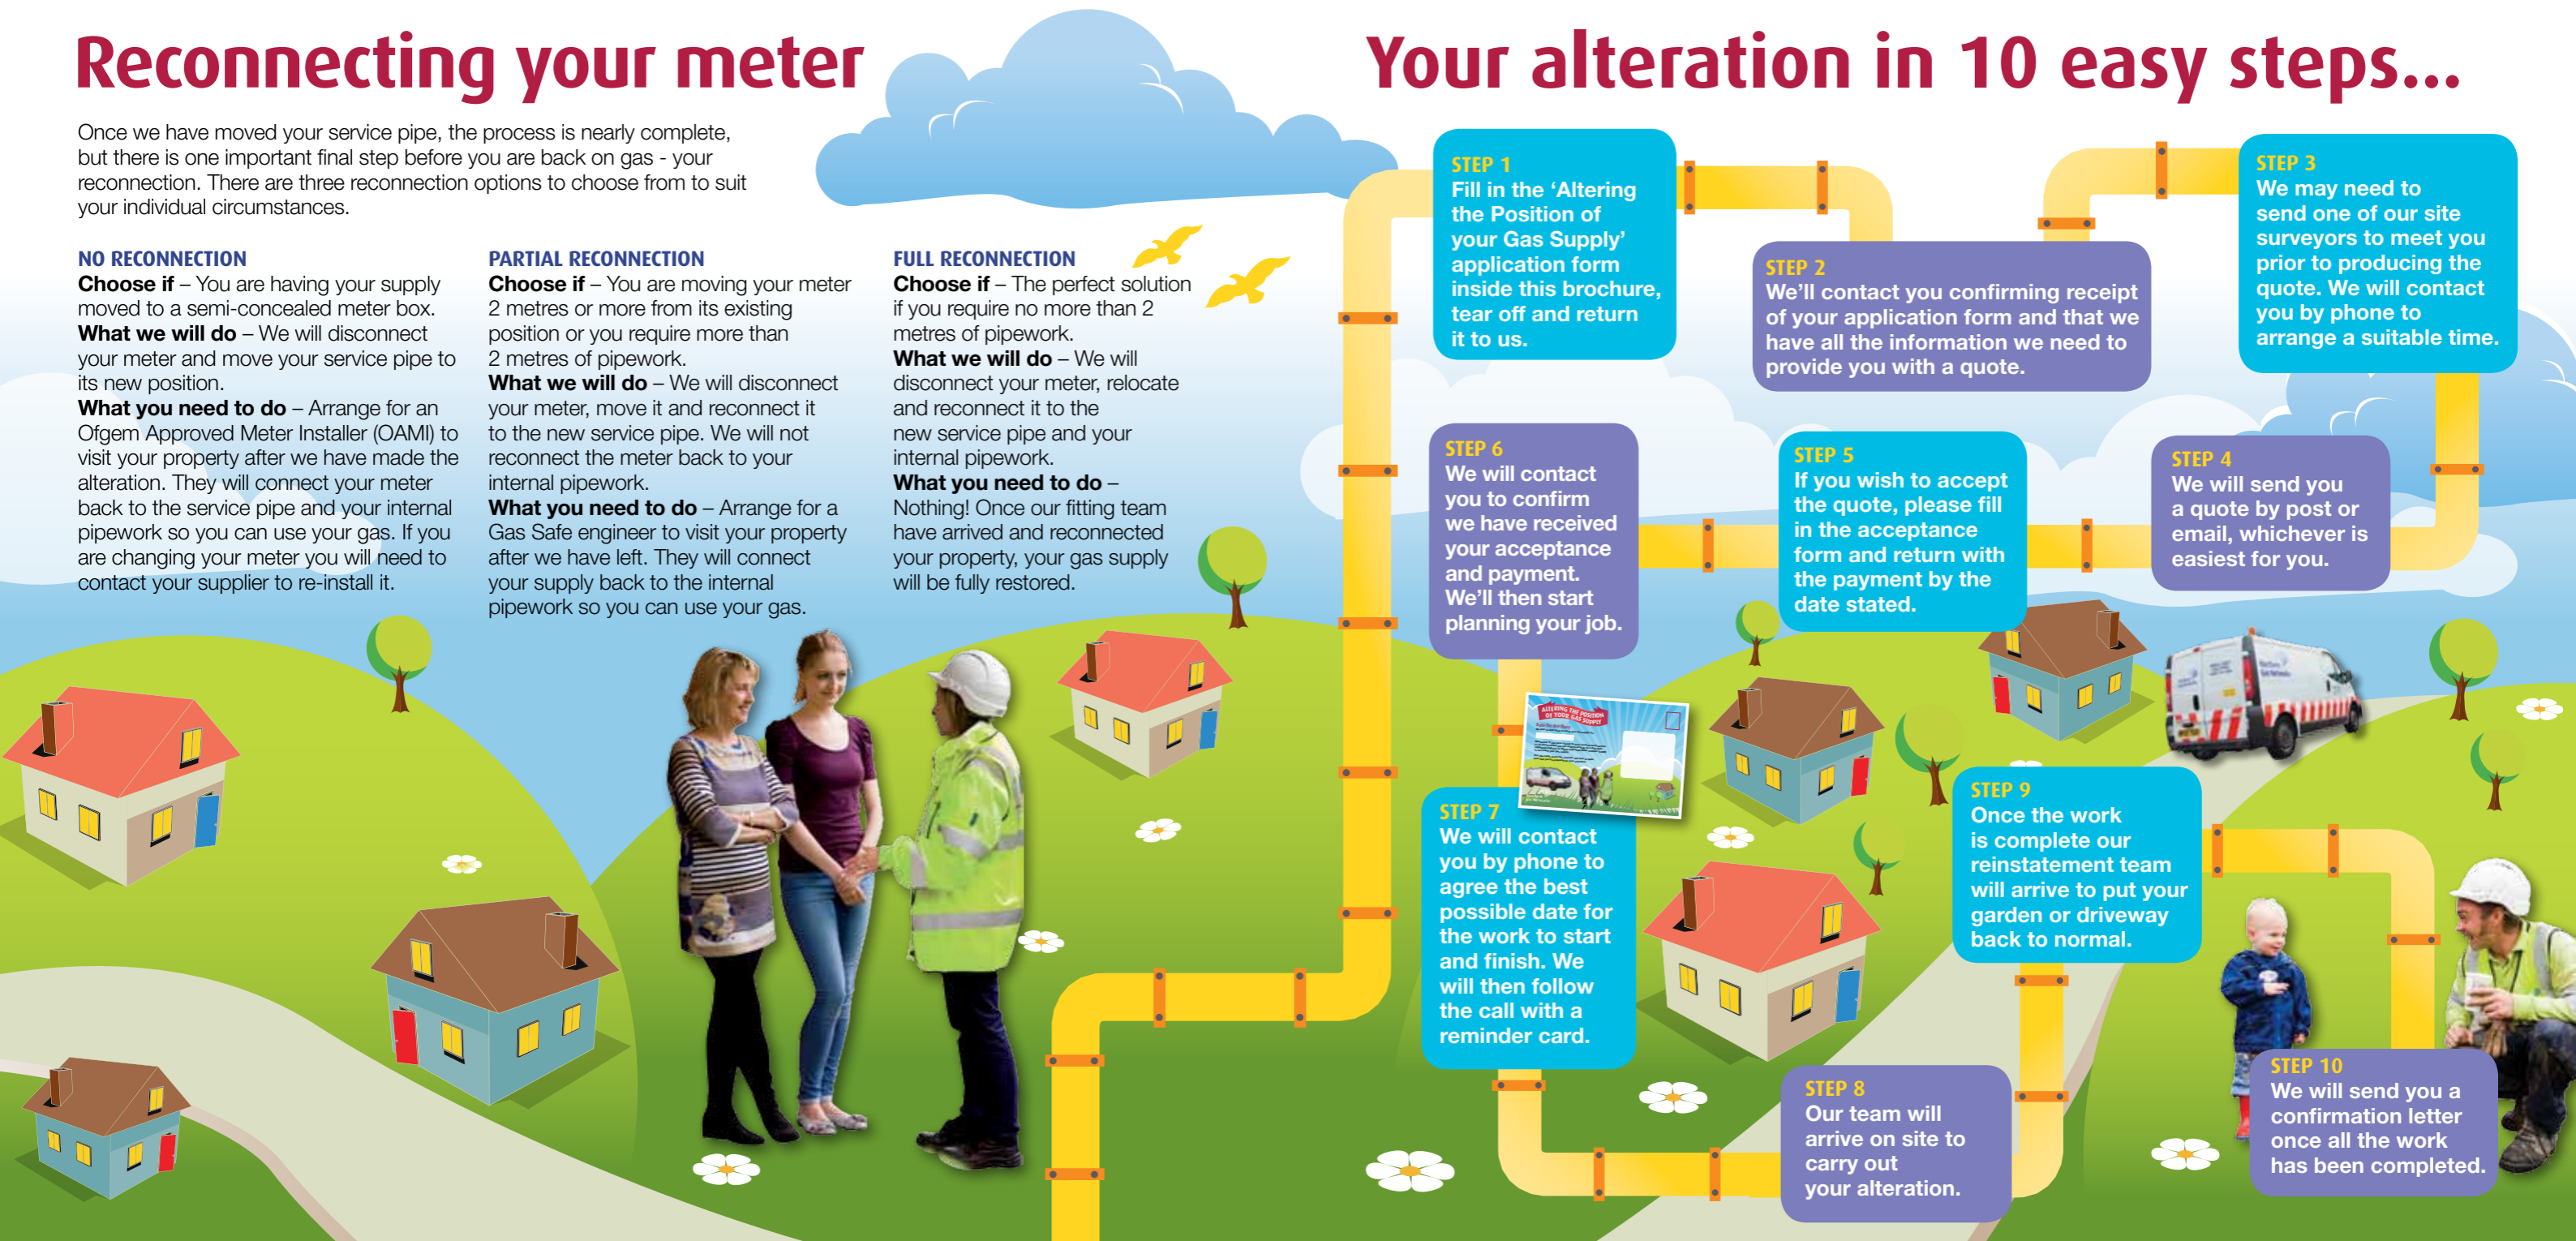 Reconnecting your meter
Once we have moved your service pipe, the process is nearly complete,
but there is one important final step before you are back on gas - your
reconnection. There are three reconnection options to choose from to suit
your individual circumstances.
NO RECONNECTION
Choose if – You are having your supply
moved to a semi-concealed meter box.
What we will do – We will disconnect
your meter and move your service pipe to
its new position.
What you need to do – Arrange for an
Ofgem Approved Meter Installer (OAMI) to
visit your property after we have made the
alteration. They will connect your meter
back to the service pipe and your internal
pipework so you can use your gas. If you
are changing your meter you will need to
contact your supplier to re-install it.
PARTIAL RECONNECTION
Choose if – You are moving your meter
2 metres or more from its existing
position or you require more than
2 metres of pipework.
What we will do – We will disconnect
your meter, move it and reconnect it
to the new service pipe. We will not
reconnect the meter back to your
internal pipework.
What you need to do – Arrange for a
Gas Safe engineer to visit your property
after we have left. They will connect
your supply back to the internal
pipework so you can use your gas.
FULL RECONNECTION
Choose if – The perfect solution
if you require no more than 2
metres of pipework.
What we will do – We will
disconnect your meter, relocate
and reconnect it to the
new service pipe and your
internal pipework.
What you need to do –
Nothing! Once our fitting team
have arrived and reconnected
your property, your gas supply
will be fully restored.
Your alteration in 10 easy steps...
STEP 1
Fill in the ‘Altering
the Position of
your Gas Supply’
application form
inside this brochure,
tear off and return
it to us.
STEP 2
We’ll contact you confirming receipt
of your application form and that we
have all the information we need to
provide you with a quote.
STEP 3
We may need to
send one of our site
surveyors to meet you
prior to producing the
quote. We will contact
you by phone to
arrange a suitable time.
STEP 4
We will send you
a quote by post or
email, whichever is
easiest for you.
STEP 5
If you wish to accept
the quote, please fill
in the acceptance
form and return with
the payment by the
date stated.
STEP 6
We will contact
you to confirm
we have received
your acceptance
and payment.
We’ll then start
planning your job.
ALTERING THE POSITION
OF YOUR GAS SUPPLY
STEP 7
We will contact
you by phone to
agree the best
possible date for
the work to start
and finish. We
will then follow
the call with a
reminder card.
STEP 8
Our team will
arrive on site to
carry out
your alteration.
STEP 9
Once the work
is complete our
reinstatement team
will arrive to put your
garden or driveway
back to normal.
STEP 10
We will send you a
confirmation letter
once all the work
has been completed.